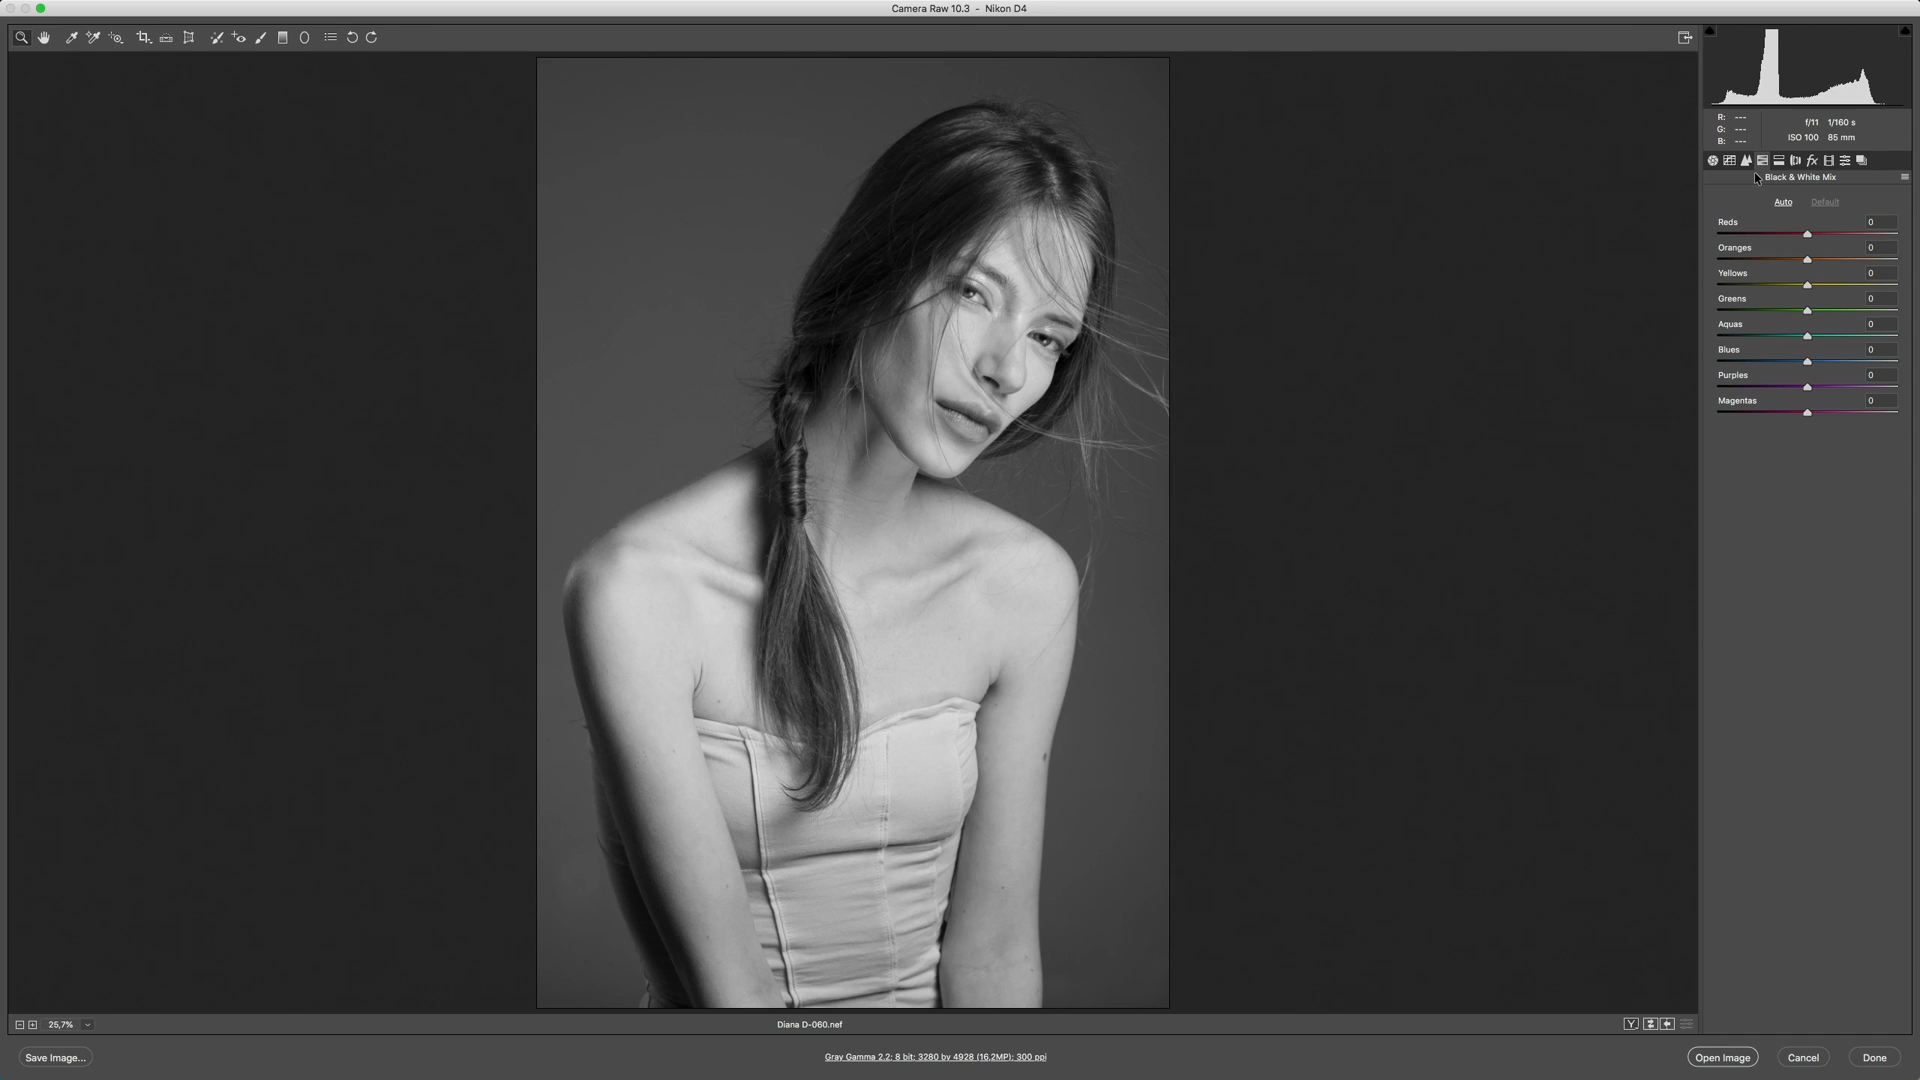 Camera Raw 10.3 - Nikon D4
R: ---
G: ---
B: ---
f/11 1/160 s
ISO 100 85 mm
fx
Black & White Mix
Auto Default
Reds 0
Oranges 0
Yellows 0
Greens 0
Aquas 0
Blues 0
Purples 0
Magentas 0
25,7%
Diana D-060.nef
Y
Save Image...
Gray Gamma 2.2; 8 bit; 3280 by 4928 (16,2MP); 300 ppi
Open Image
Cancel
Done